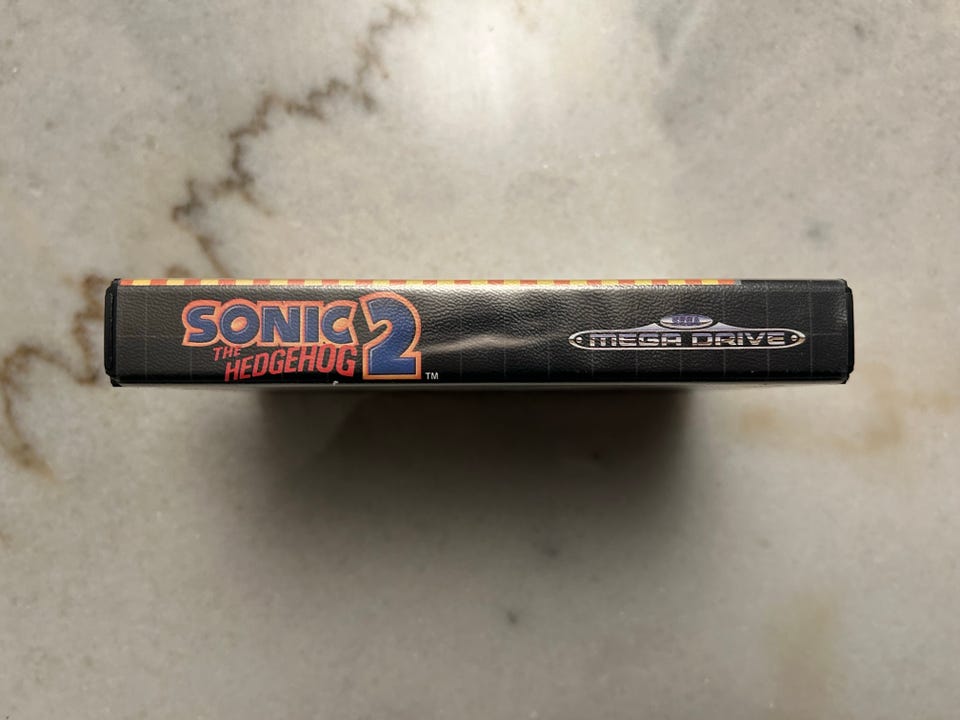 SONIC
THE
HEDGEHOG
2
TM
SEGA
MEGA DRIVE